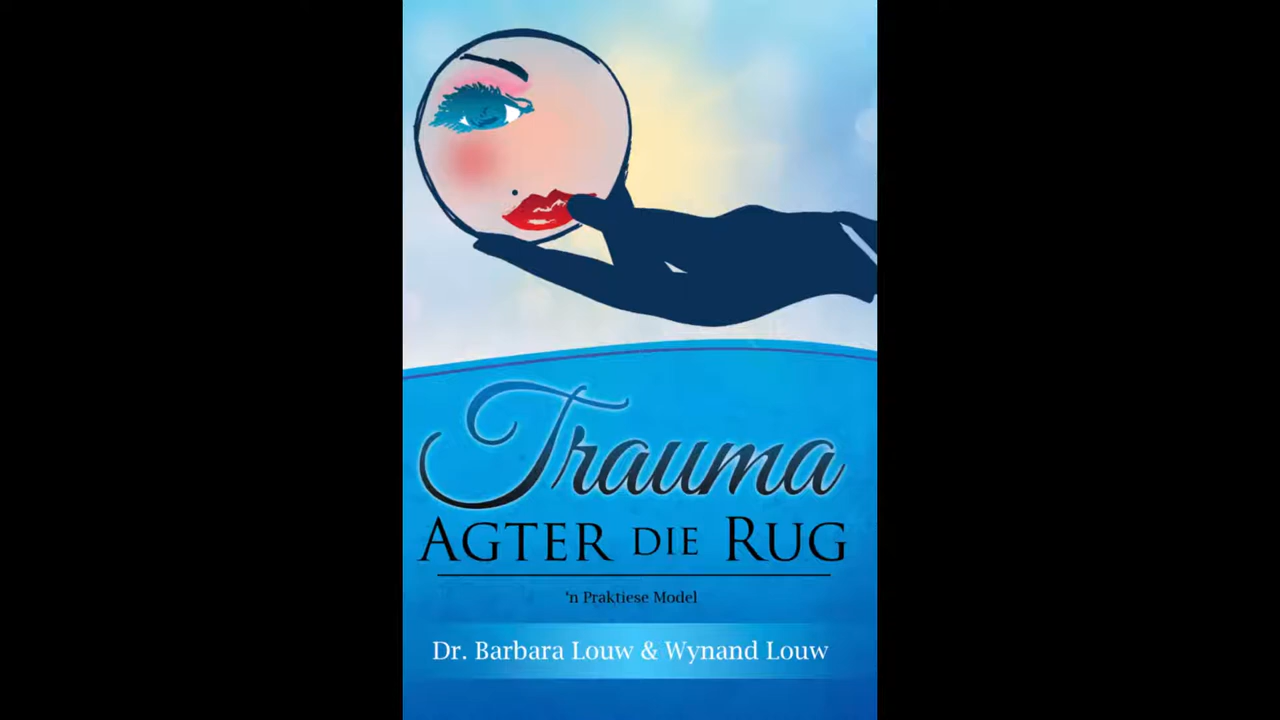 Trauma
AGTER DIE RUG
'n Praktiese Model
Dr. Barbara Louw & Wynand Louw